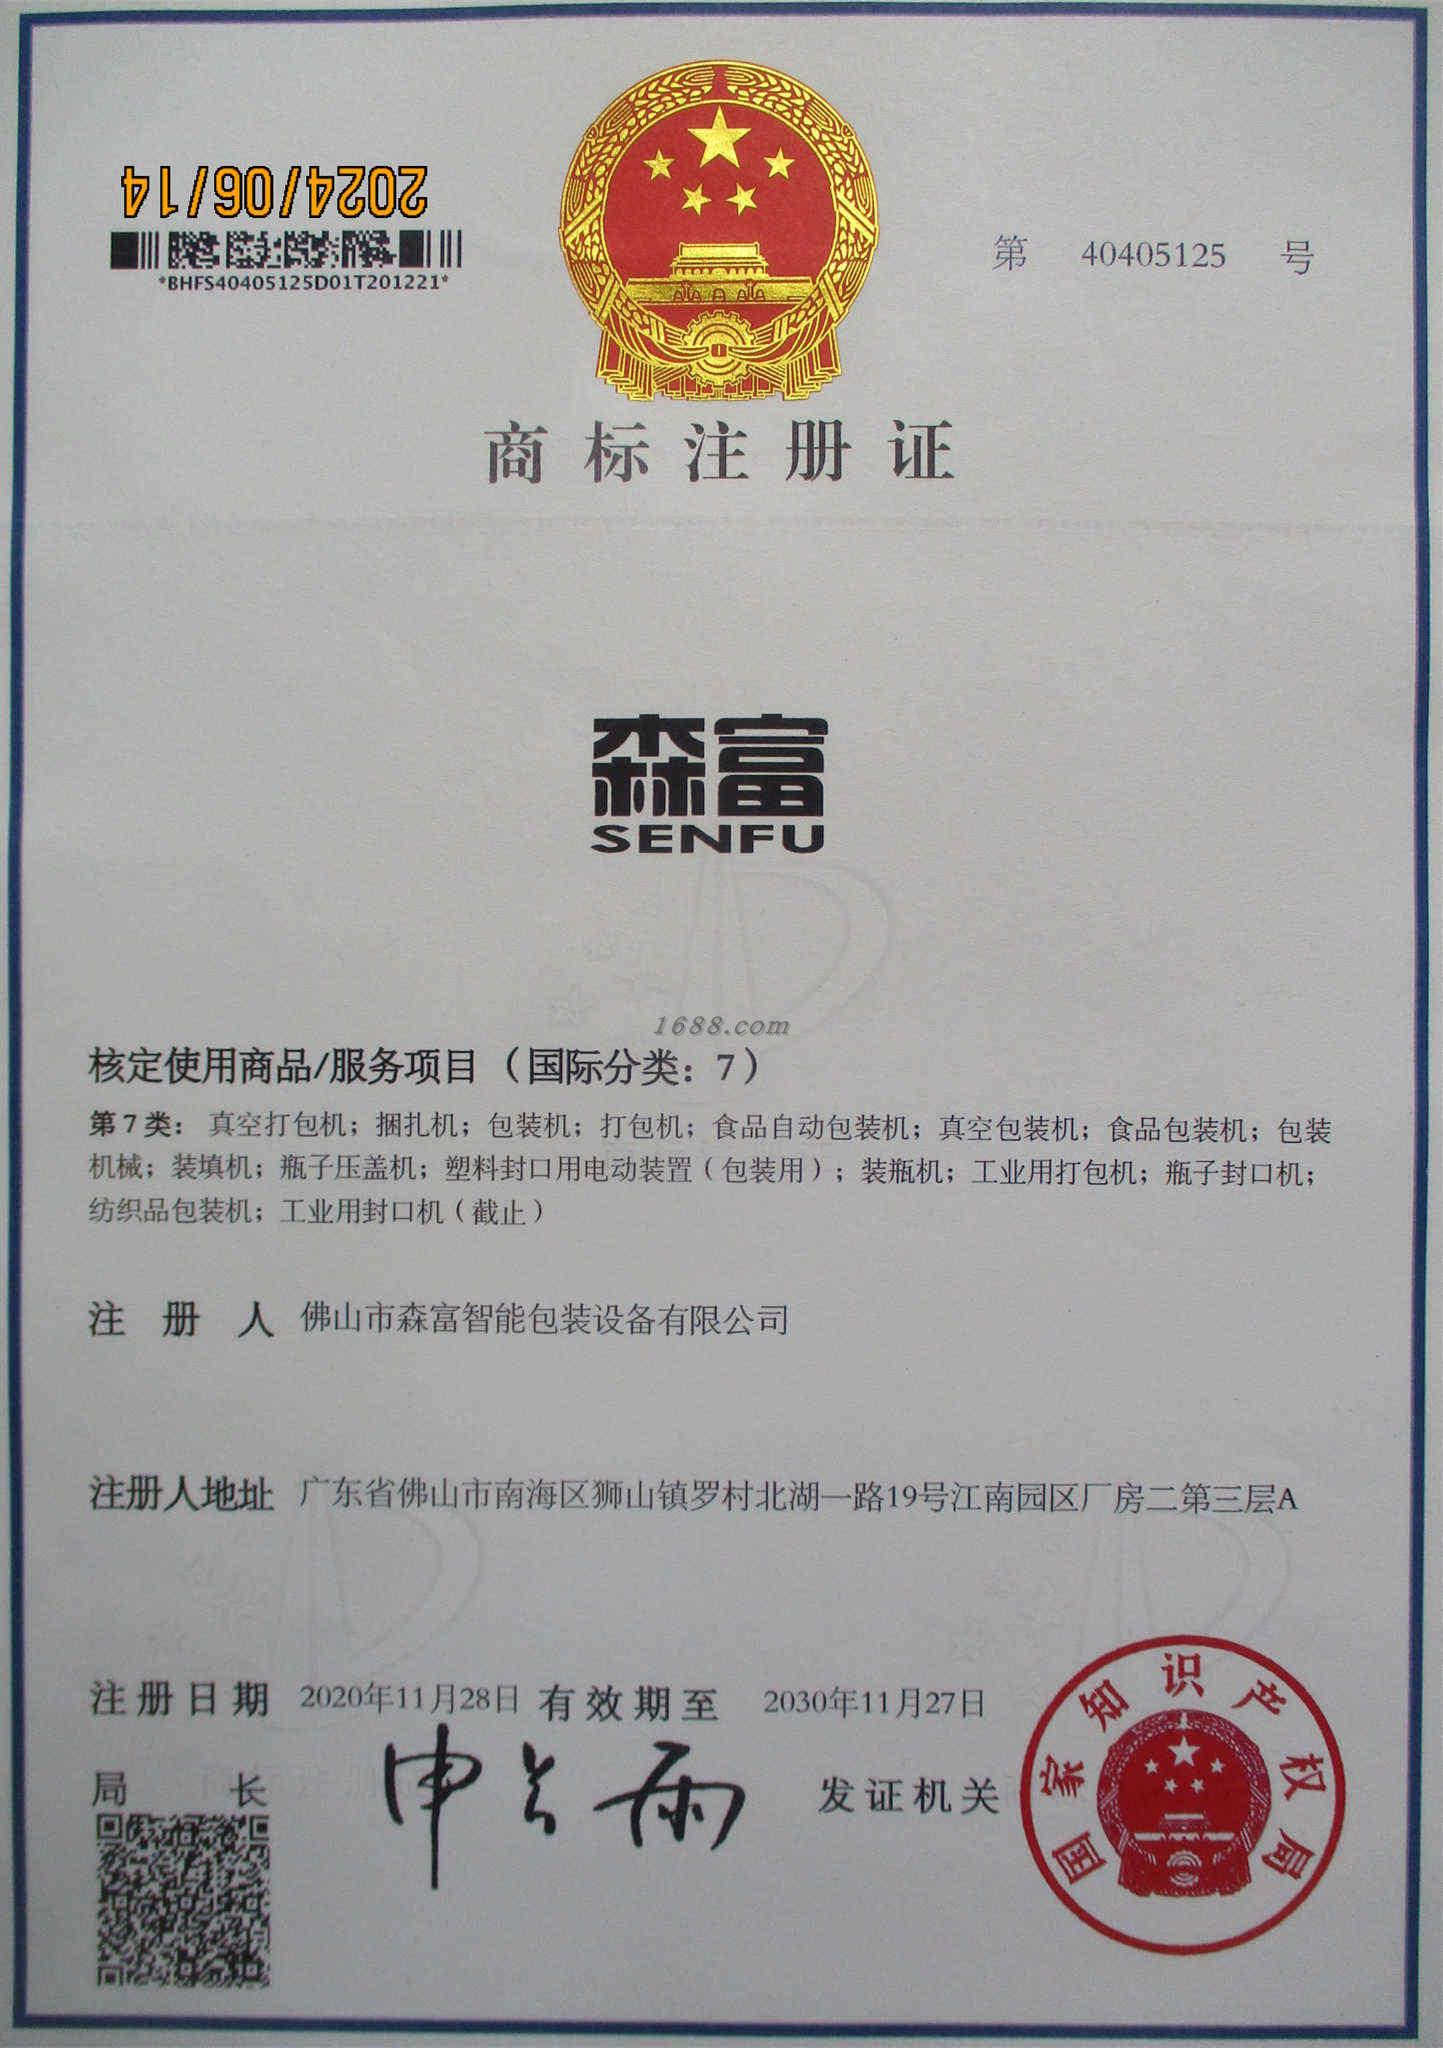 2024/06/14
*BHFS40405125D01T201221*
第 40405125 号
商标注册证
森富
SENFU
1688.com
核定使用商品/服务项目（国际分类：7）
第7类：真空打包机；捆扎机；包装机；打包机；食品自动包装机；真空包装机；食品包装机；包装
机械；装填机；瓶子压盖机；塑料封口用电动装置（包装用）；装瓶机；工业用打包机；瓶子封口机；
纺织品包装机；工业用封口机（截止）
注册人 佛山市森富智能包装设备有限公司
注册人地址 广东省佛山市南海区狮山镇罗村北湖一路19号江南园区厂房二第三层A
注册日期 2020年11月28日 有效期至 2030年11月27日
局长 申长雨 发证机关
国家知识产权局